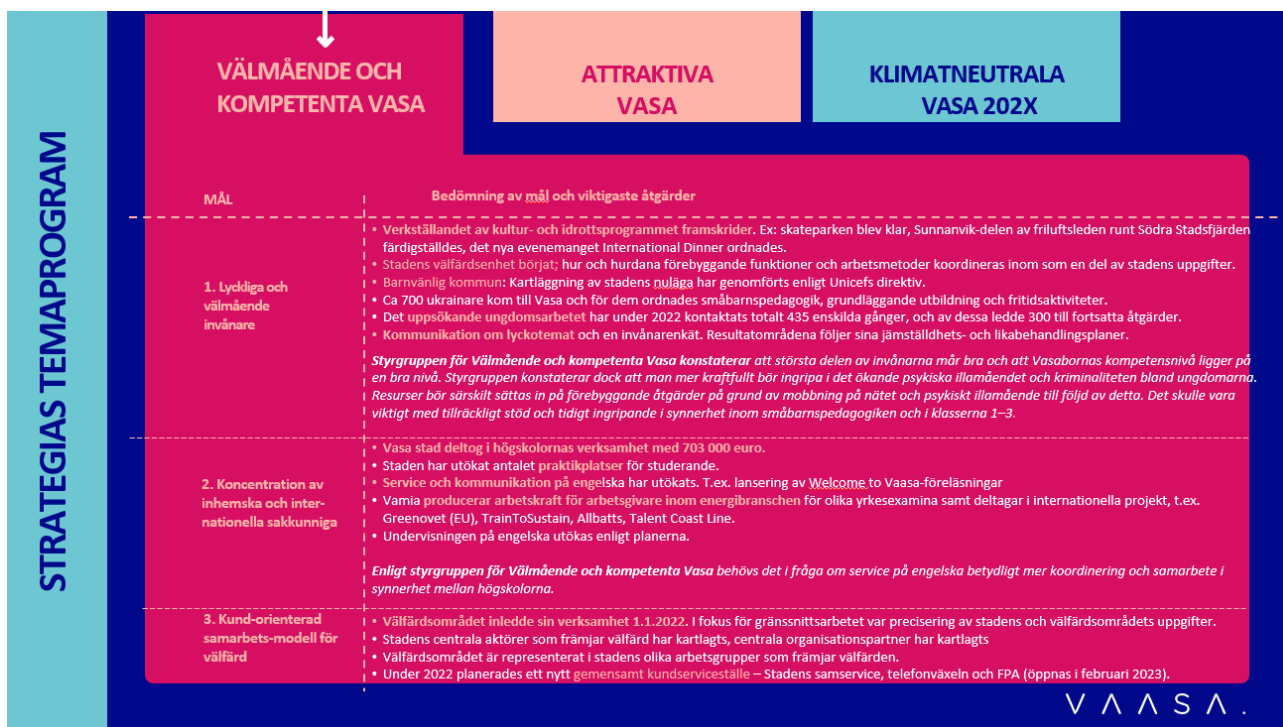 STRATEGIAS TEMAPROGRAM
VÄLMÅENDE OCH
KOMPETENTA VASA
ATTRAKTIVA
VASA
KLIMATNEUTRALA
VASA 202X
MÅL
Bedömning av mål och viktigaste åtgärder
1. Lyckliga och
välmående
invånare
• Verkställandet av kultur- och idrottsprogrammet framskrider. Ex: skateparken blev klar, Sunnanvik-delen av friluftsleden runt Södra Stadsfjärden
färdigställdes, det nya evenemanget International Dinner ordnades.
• Stadens välfärdsenhet börjat; hur och hurdana förebyggande funktioner och arbetsmetoder koordineras inom som en del av stadens uppgifter.
• Barnvänlig kommun: Kartläggning av stadens nuläga har genomförts enligt Unicefs direktiv.
• Ca 700 ukrainare kom till Vasa och för dem ordnades småbarnspedagogik, grundläggande utbildning och fritidsaktiviteter.
• Det uppsökande ungdomsarbetet har under 2022 kontaktats totalt 435 enskilda gånger, och av dessa ledde 300 till fortsatta åtgärder.
• Kommunikation om lyckotemat och en invånarenkät. Resultatområdena följer sina jämställdhets- och likabehandlingsplaner.
Styrgruppen för Välmående och kompetenta Vasa konstaterar att största delen av invånarna mår bra och att Vasabornas kompetensnivå ligger på
en bra nivå. Styrgruppen konstaterar dock att man mer kraftfullt bör ingripa i det ökande psykiska illamåendet och kriminaliteten bland ungdomarna.
Resurser bör särskilt sättas in på förebyggande åtgärder på grund av mobbning på nätet och psykiskt illamående till följd av detta. Det skulle vara
viktigt med tillräckligt stöd och tidigt ingripande i synnerhet inom småbarnspedagogiken och i klasserna 1–3.
2. Koncentration av
inhemska och inter-
nationella sakkunniga
• Vasa stad deltog i högskolornas verksamhet med 703 000 euro.
• Staden har utökat antalet praktikplatser för studerande.
• Service och kommunikation på engelska har utökats. T.ex. lansering av Welcome to Vaasa-föreläsningar
• Vamia producerar arbetskraft för arbetsgivare inom energibranschen för olika yrkesexamina samt deltagar i internationella projekt, t.ex.
Greenovet (EU), TrainToSustain, Allbatts, Talent Coast Line.
• Undervisningen på engelska utökas enligt planerna.
Enligt styrgruppen för Välmående och kompetenta Vasa behövs det i fråga om service på engelska betydligt mer koordinering och samarbete i
synnerhet mellan högskolorna.
3. Kund-orienterad
samarbets-modell för
välfärd
• Välfärdsområdet inledde sin verksamhet 1.1.2022. I fokus för gränssnittsarbetet var precisering av stadens och välfärdsområdets uppgifter.
• Stadens centrala aktörer som främjar välfärd har kartlagts, centrala organisationpartner har kartlagts
• Välfärdsområdet är representerat i stadens olika arbetsgrupper som främjar välfärden.
• Under 2022 planerades ett nytt gemensamt kundserviceställe – Stadens samservice, telefonväxeln och FPA (öppnas i februari 2023).
VAASA.